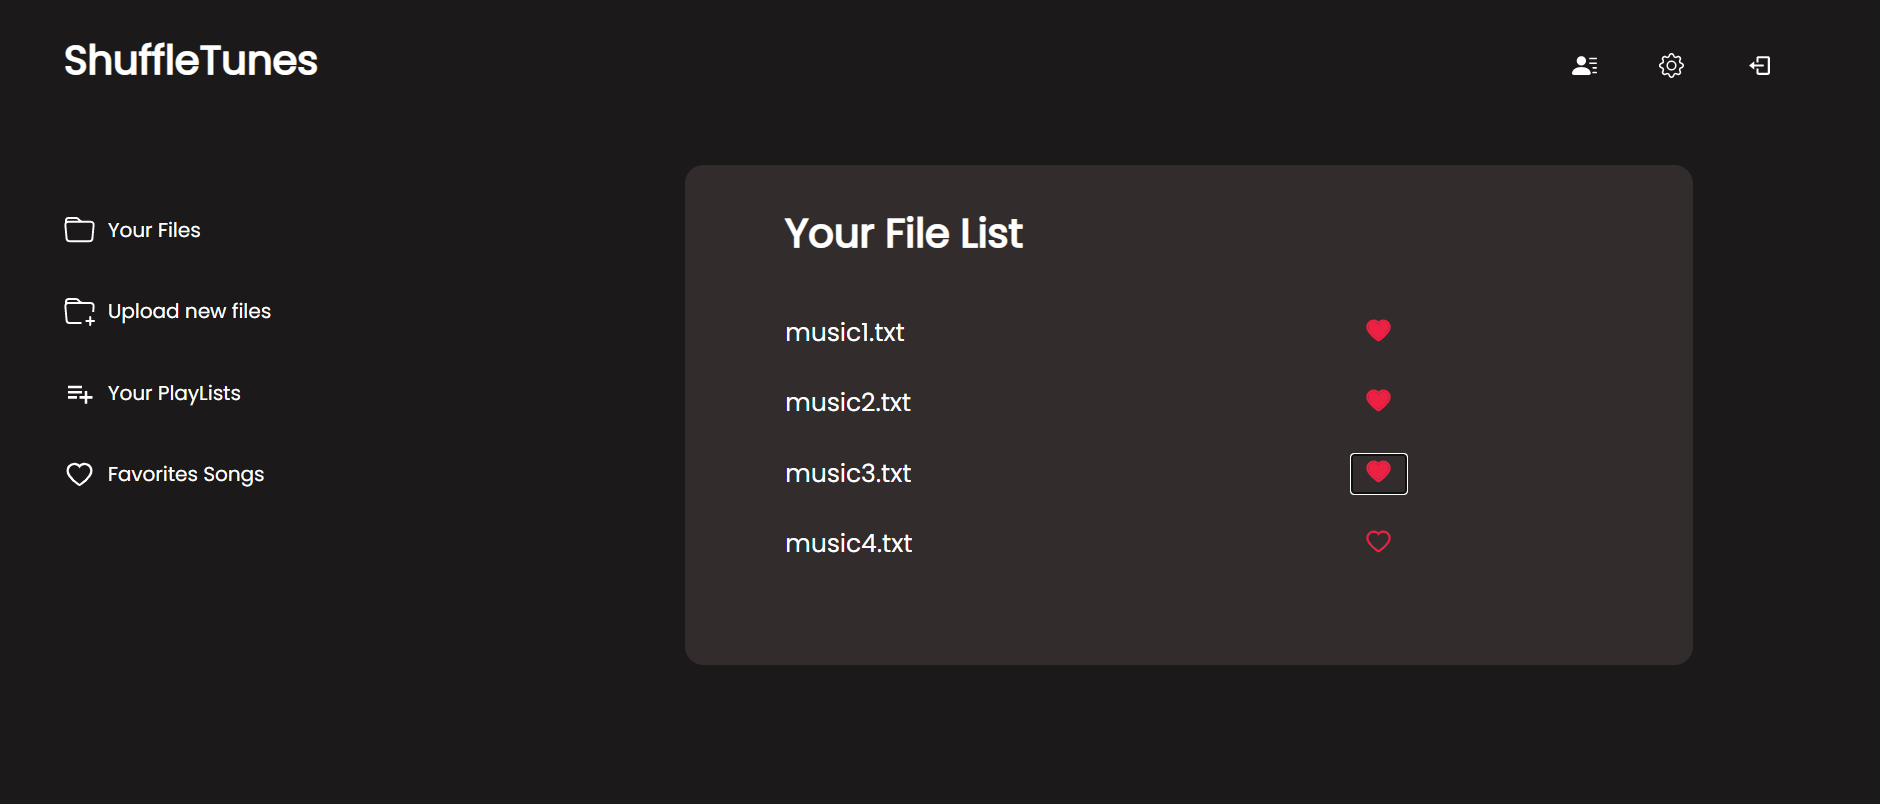 ShuffleTunes
Your Files
Upload new files
Your PlayLists
Favorites Songs
Your File List
music1.txt
music2.txt
music3.txt
music4.txt